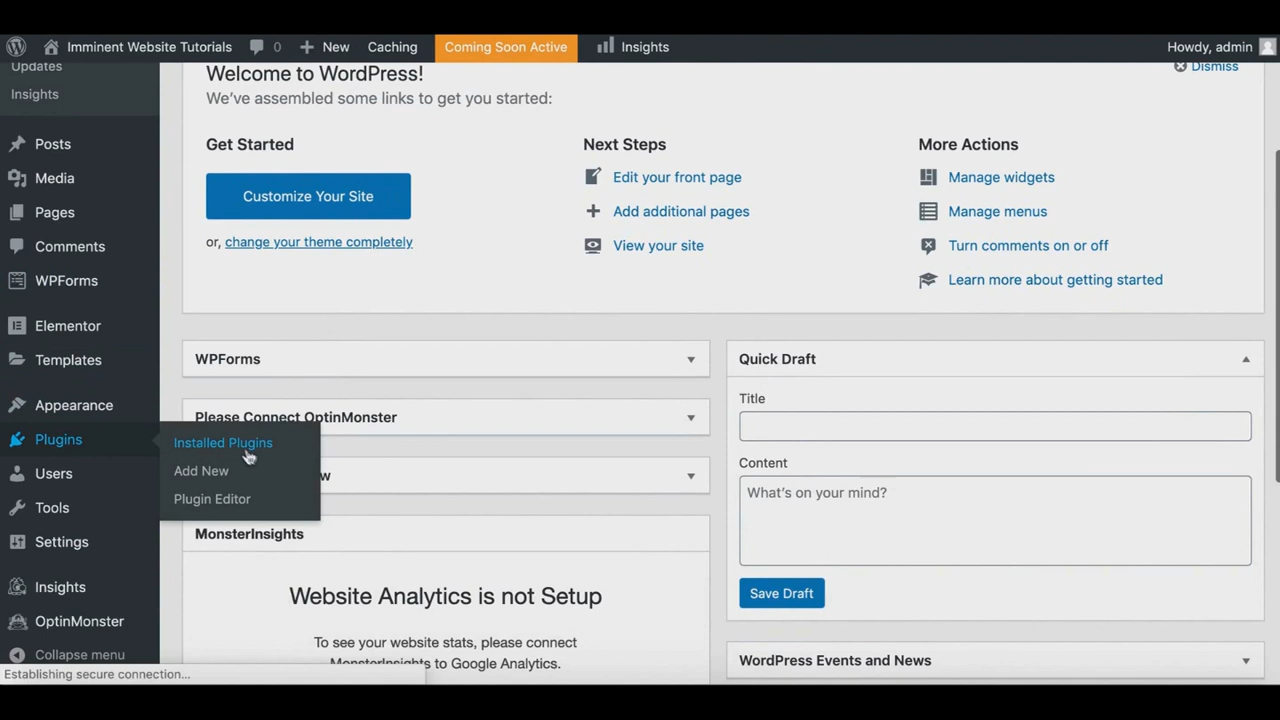 Imminent Website Tutorials 0 New Caching Coming Soon Active Insights Howdy, admin
Updates
Insights
Posts
Media
Pages
Comments
WPForms
Elementor
Templates
Appearance
Plugins
Installed Plugins
Add New
Plugin Editor
Users
Tools
Settings
Insights
OptinMonster
Collapse menu
Establishing secure connection...
Welcome to WordPress!
Dismiss
We've assembled some links to get you started:
Get Started
Customize Your Site
or, change your theme completely
Next Steps
Edit your front page
Add additional pages
View your site
More Actions
Manage widgets
Manage menus
Turn comments on or off
Learn more about getting started
WPForms
Please Connect OptinMonster
MonsterInsights
Website Analytics is not Setup
To see your website stats, please connect
MonsterInsights to Google Analytics.
Quick Draft
Title
Content
What's on your mind?
Save Draft
WordPress Events and News